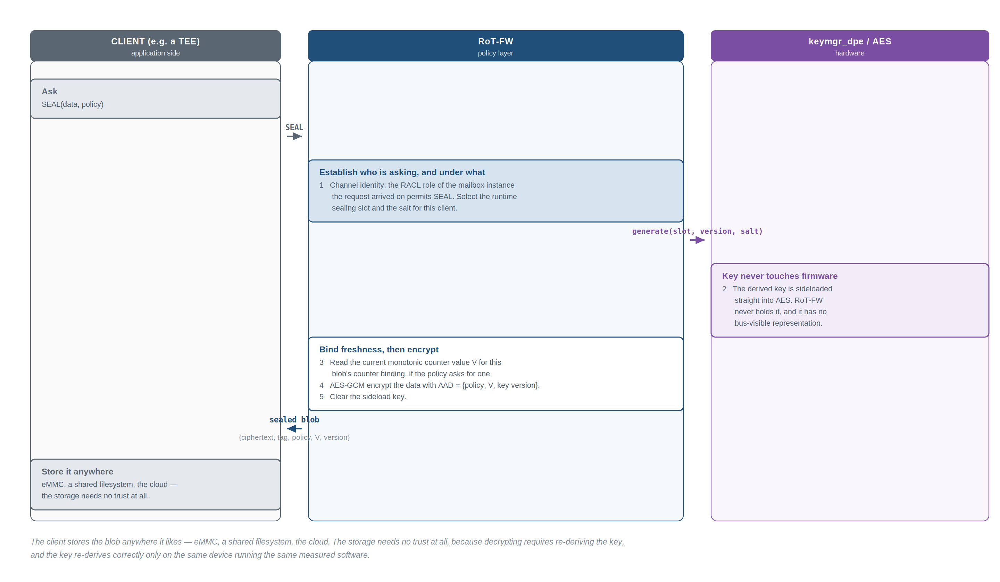 CLIENT (e.g. a TEE)
application side
RoT-FW
policy layer
keymgr_dpe / AES
hardware
Ask
SEAL(data, policy)
SEAL
Establish who is asking, and under what
1 Channel identity: the RACL role of the mailbox instance
the request arrived on permits SEAL. Select the runtime
sealing slot and the salt for this client.
generate(slot, version, salt)
Key never touches firmware
2 The derived key is sideloaded
straight into AES. RoT-FW
never holds it, and it has no
bus-visible representation.
Bind freshness, then encrypt
3 Read the current monotonic counter value V for this
blob's counter binding, if the policy asks for one.
4 AES-GCM encrypt the data with AAD = {policy, V, key version}.
5 Clear the sideload key.
sealed blob
{ciphertext, tag, policy, V, version}
Store it anywhere
eMMC, a shared filesystem, the cloud —
the storage needs no trust at all.
The client stores the blob anywhere it likes — eMMC, a shared filesystem, the cloud. The storage needs no trust at all, because decrypting requires re-deriving the key,
and the key re-derives correctly only on the same device running the same measured software.